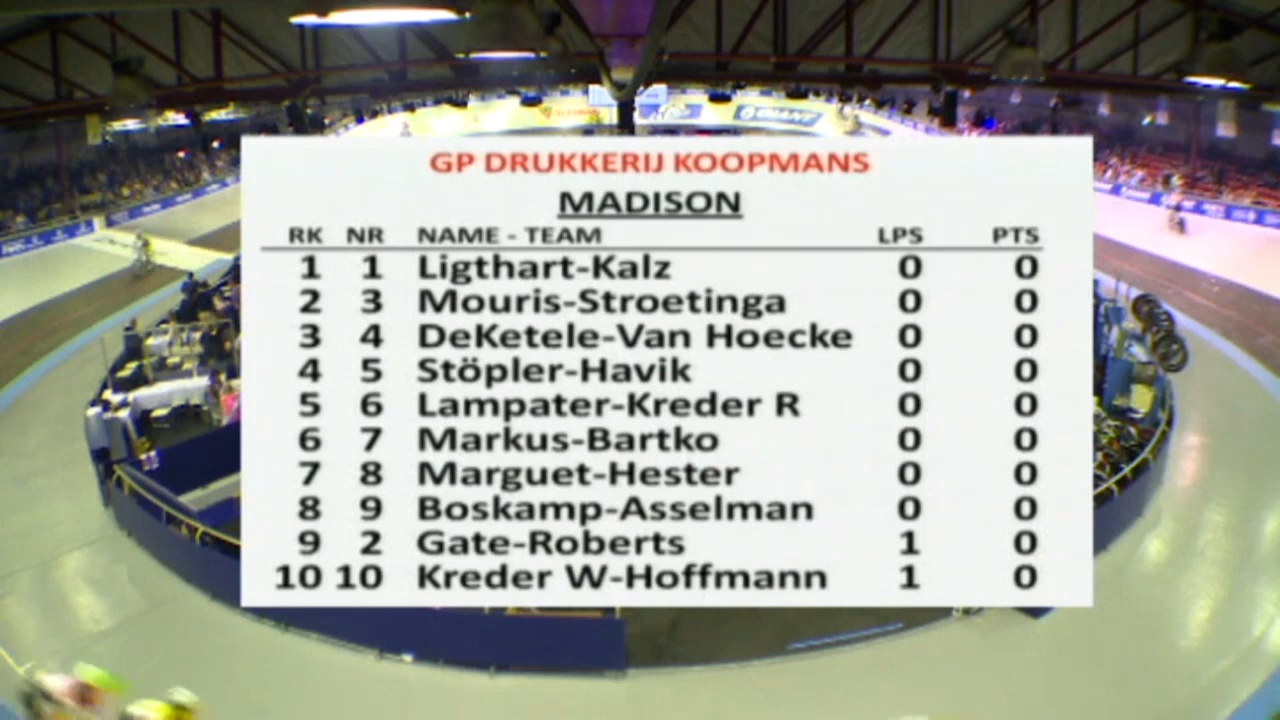 GP DRUKKERIJ KOOPMANS
MADISON
RK NR NAME - TEAM LPS PTS
1 1 Ligthart-Kalz 0 0
2 3 Mouris-Stroetinga 0 0
3 4 DeKetele-Van Hoecke 0 0
4 5 Stöpler-Havik 0 0
5 6 Lampater-Kreder R 0 0
6 7 Markus-Bartko 0 0
7 8 Marguet-Hester 0 0
8 9 Boskamp-Asselman 0 0
9 2 Gate-Roberts 1 0
10 10 Kreder W-Hoffmann 1 0
GIANT